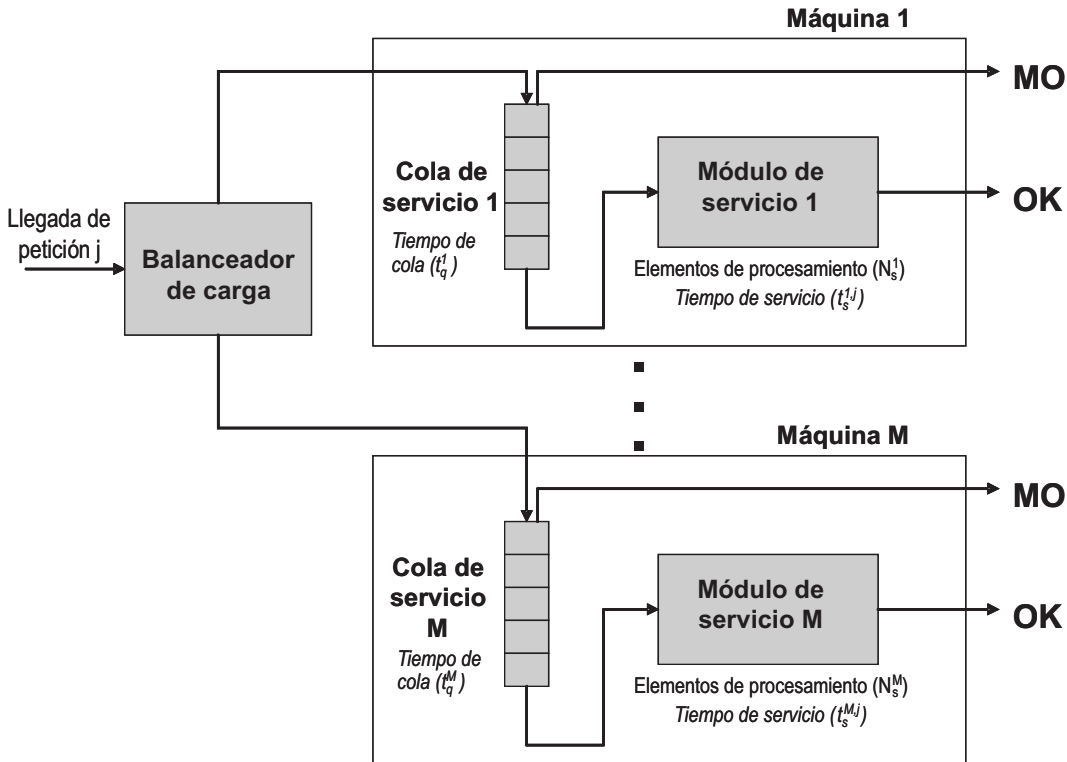 Máquina 1
MO
Cola de
servicio 1
Módulo de
servicio 1
OK
Llegada de
petición j
Balanceador
de carga
Tiempo de
cola (t_q^1)
Elementos de procesamiento (N_s^1)
Tiempo de servicio (t_s^{1,j})
Máquina M
MO
Cola de
servicio
M
Módulo de
servicio M
OK
Tiempo de
cola (t_q^M)
Elementos de procesamiento (N_s^M)
Tiempo de servicio (t_s^{M,j})